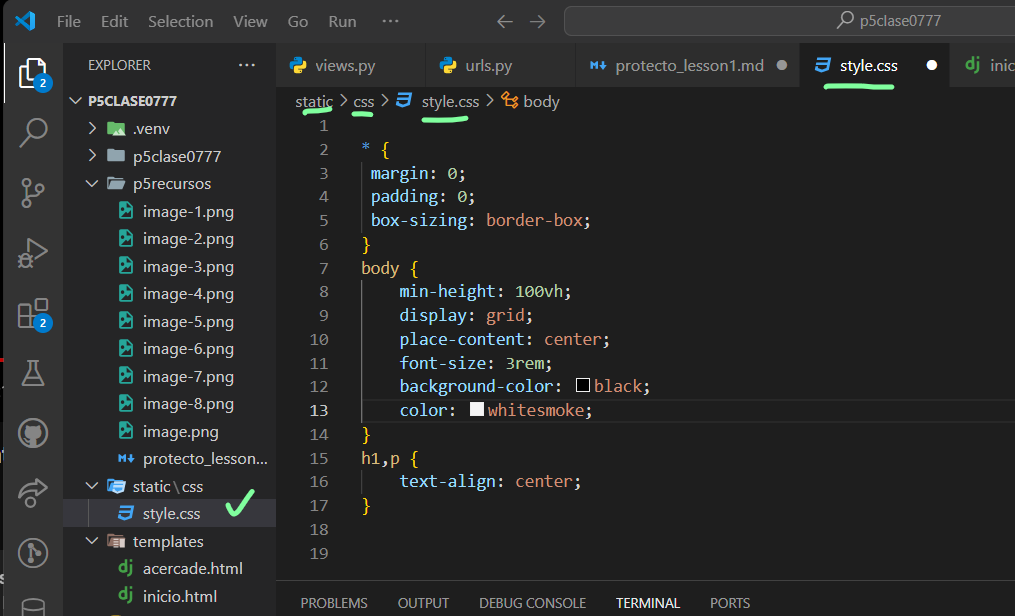 File Edit Selection View Go Run ··· p5clase0777
2
2
EXPLORER ···
P5CLASE0777
.venv
p5clase0777
p5recursos
image-1.png
image-2.png
image-3.png
image-4.png
image-5.png
image-6.png
image-7.png
image-8.png
image.png
protecto_lesson...
static\css
style.css
templates
acercade.html
inicio.html
views.py urls.py protecto_lesson1.md style.css dj inic
static > css > style.css > body
1
2 * {
3 margin: 0;
4 padding: 0;
5 box-sizing: border-box;
6 }
7 body {
8 min-height: 100vh;
9 display: grid;
10 place-content: center;
11 font-size: 3rem;
12 background-color: black;
13 color: whitesmoke;
14 }
15 h1,p {
16 text-align: center;
17 }
18
19
PROBLEMS OUTPUT DEBUG CONSOLE TERMINAL PORTS